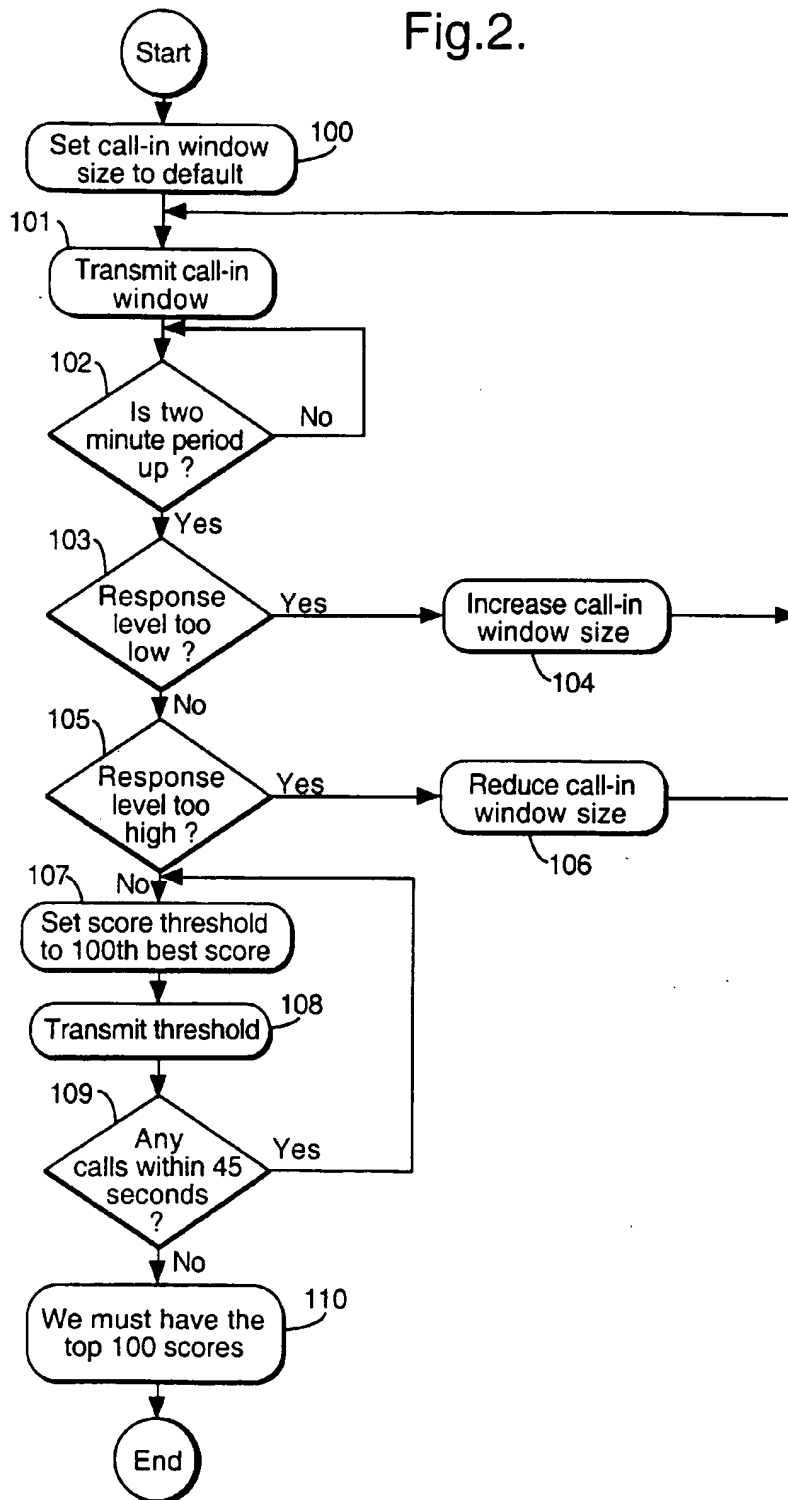 Fig.2.
Start
100
Set call-in window
size to default
101
Transmit call-in
window
102
Is two
minute period
up ?
No
Yes
103
Response
level too
low ?
Yes
Increase call-in
window size
104
No
105
Response
level too
high ?
Yes
Reduce call-in
window size
106
No
107
Set score threshold
to 100th best score
Transmit threshold
108
109
Any
calls within 45
seconds
?
Yes
No
We must have the
top 100 scores
110
End